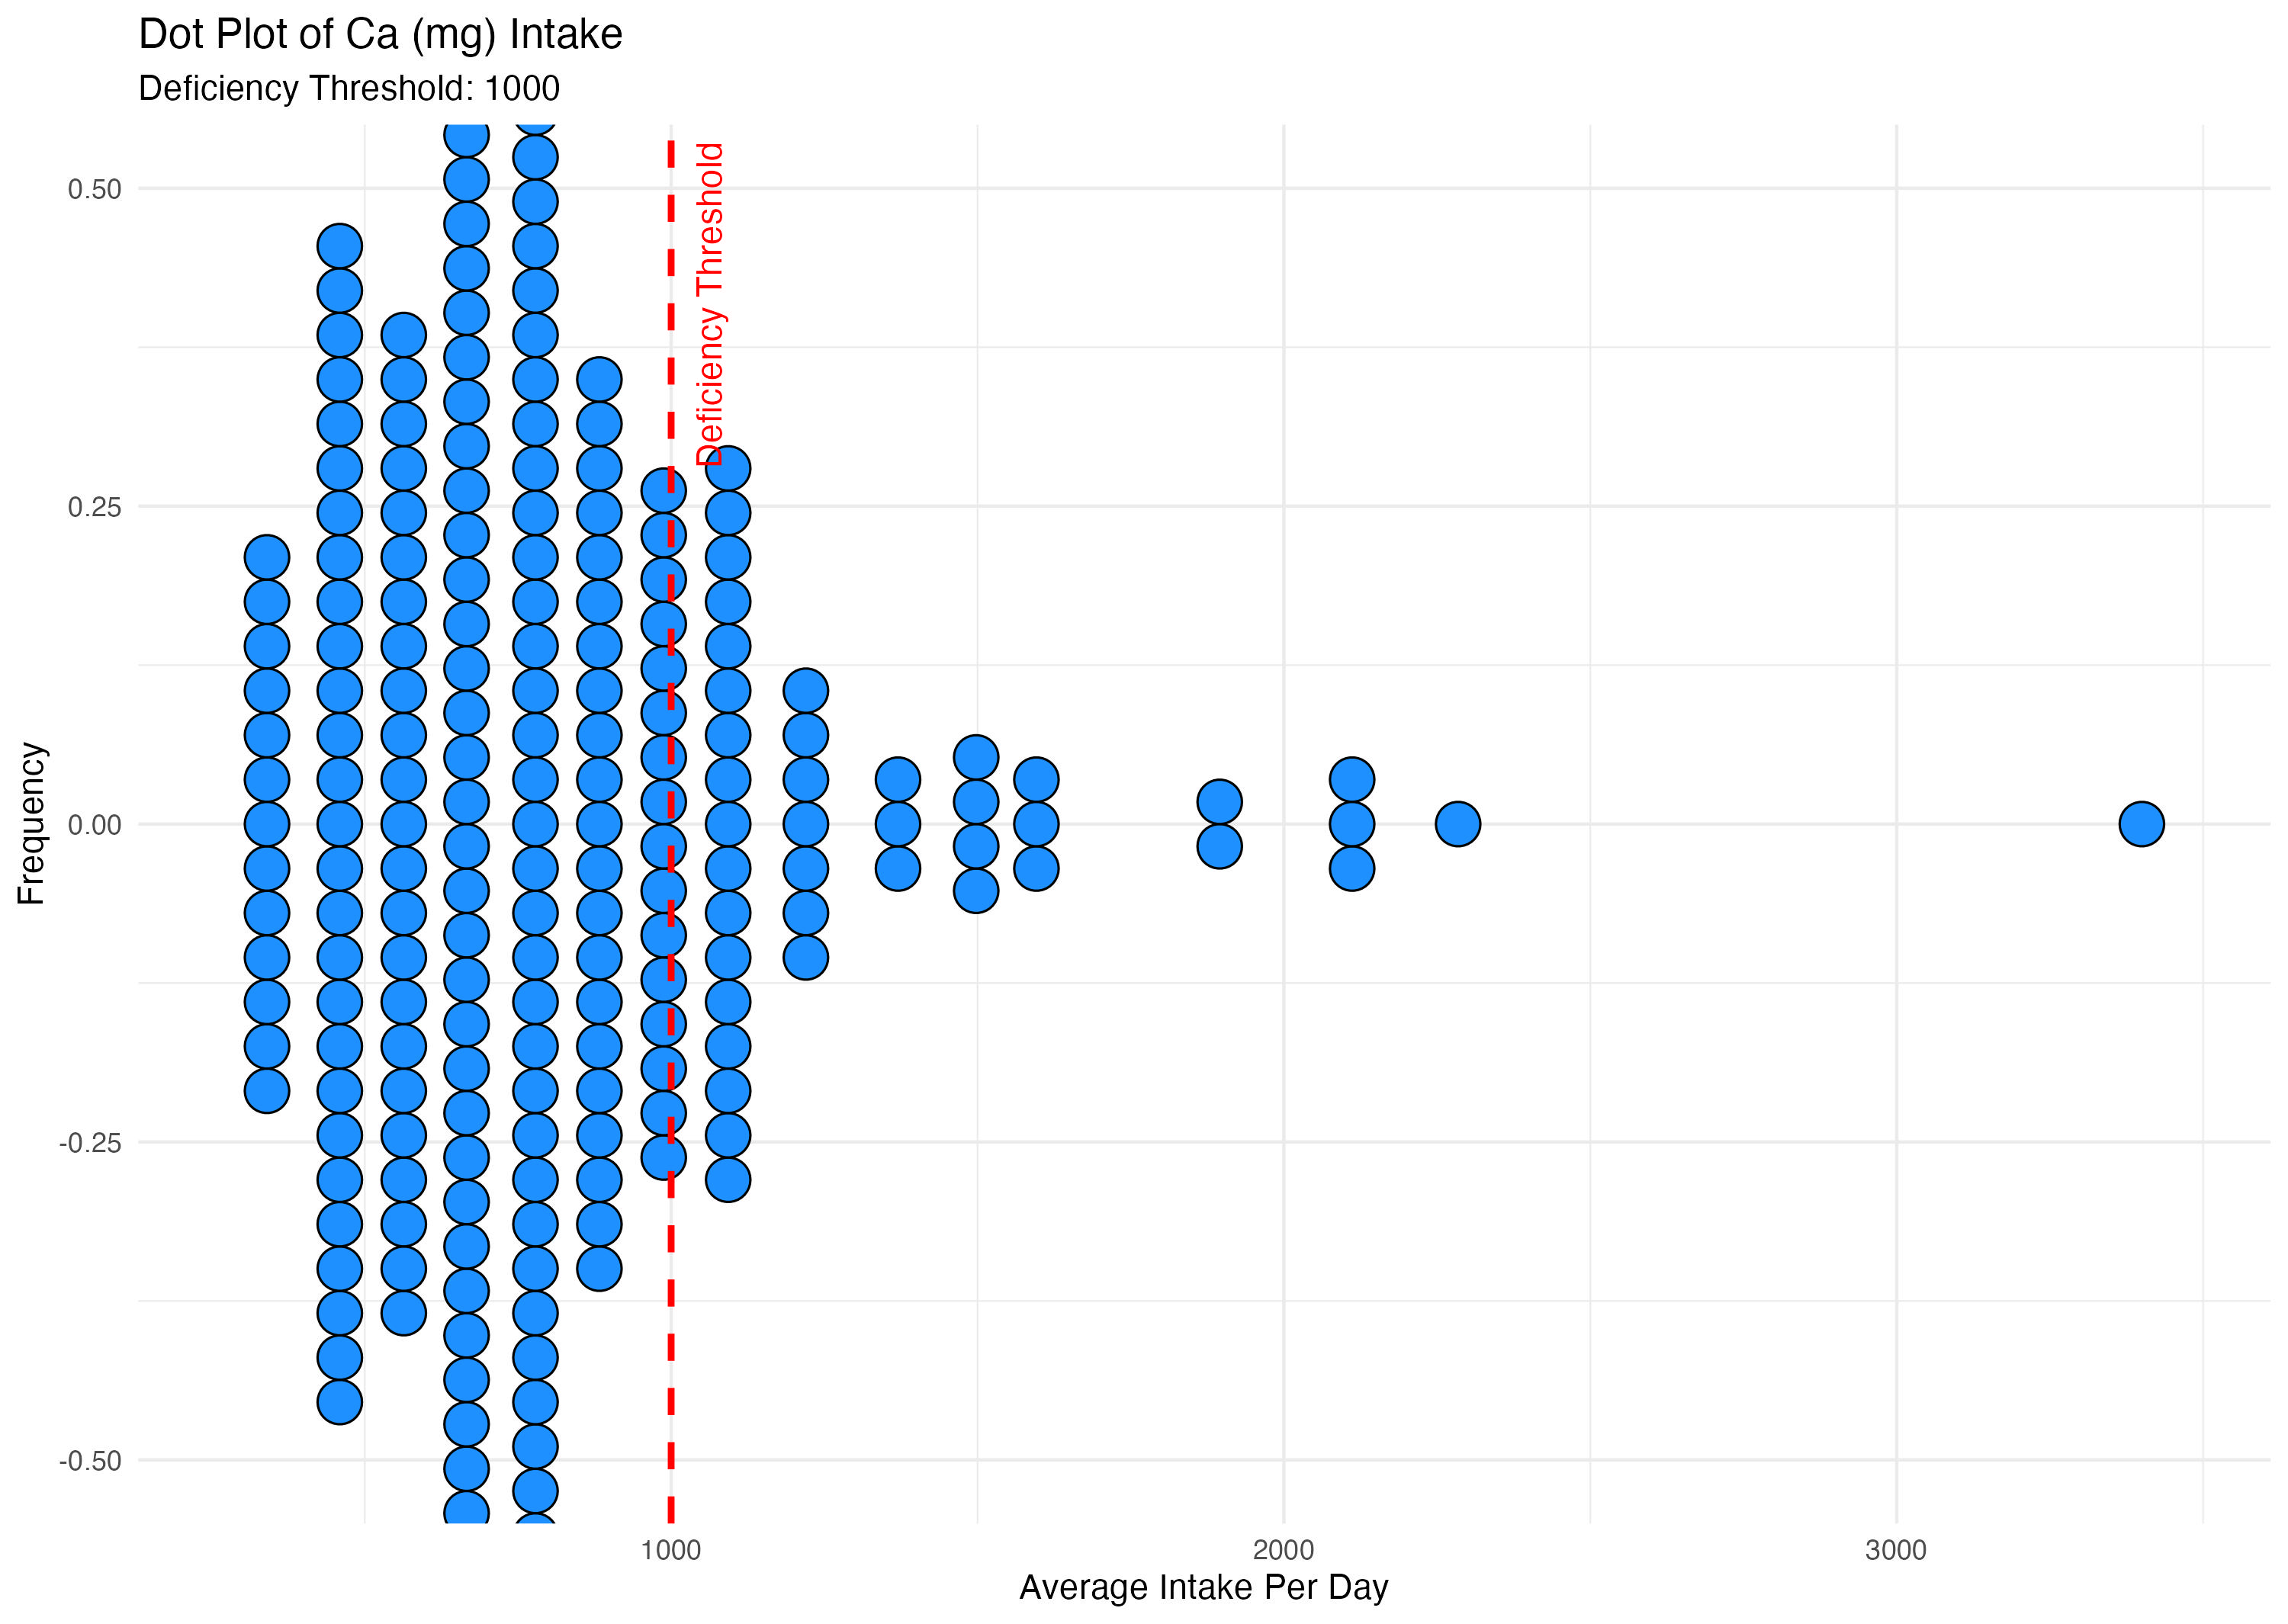 Dot Plot of Ca (mg) Intake
Deficiency Threshold: 1000
Deficiency Threshold
0.50
0.25
0.00
-0.25
-0.50
Frequency
1000
2000
3000
Average Intake Per Day